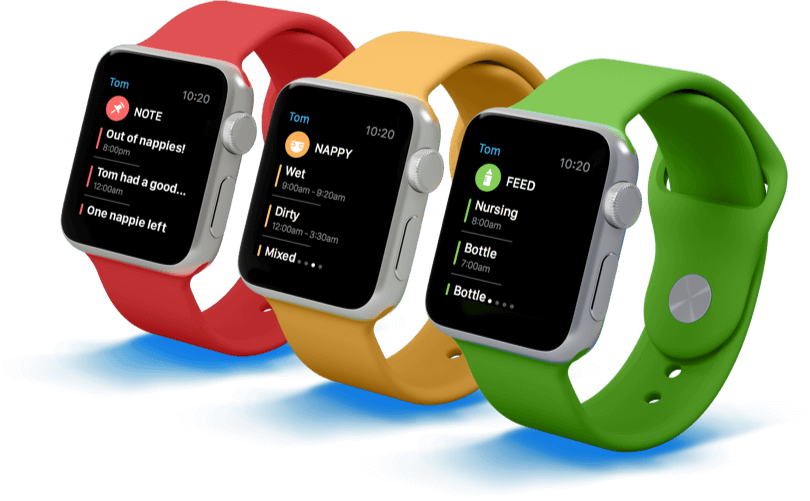 Tom
10:20
NOTE
Out of nappies!
8:00pm
Tom had a good...
12:00am
One nappie left
Tom
10:20
NAPPY
Wet
9:00am - 9:20am
Dirty
12:00am - 3:30am
Mixed
Tom
10:20
FEED
Nursing
8:00am
Bottle
7:00am
Bottle